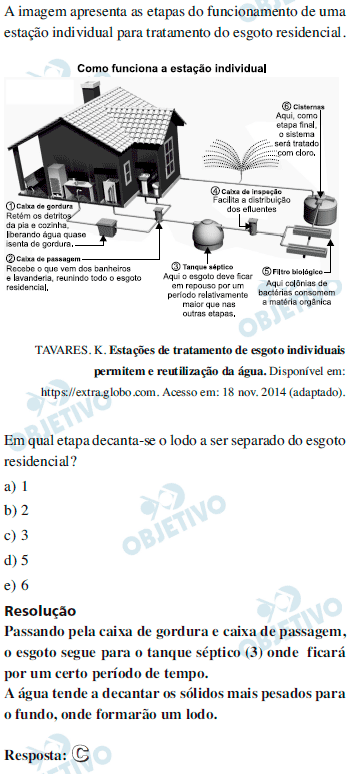 A imagem apresenta as etapas do funcionamento de uma
estação individual para tratamento do esgoto residencial.
Como funciona a estação individual
⑥ Cisternas
Aqui, como
etapa final,
o sistema
será tratado
com cloro.
① Caixa de gordura
Retém os detritos
da pia e cozinha,
liberando água quase
isenta de gordura.
④ Caixa de inspeção
Facilita a distribuição
dos efluentes
② Caixa de passagem
Recebe o que vem dos banheiros
e lavanderia, reunindo todo o esgoto
residencial.
③ Tanque séptico
Aqui o esgoto deve ficar
em repouso por um
período relativamente
maior que nas
outras etapas.
⑤ Filtro biológico
Aqui colônias de
bactérias consomem
a matéria orgânica
TAVARES. K. Estações de tratamento de esgoto individuais
permitem e reutilização da água. Disponível em:
https://extra.globo.com. Acesso em: 18 nov. 2014 (adaptado).
Em qual etapa decanta-se o lodo a ser separado do esgoto
residencial?
a) 1
b) 2
c) 3
d) 5
e) 6
Resolução
Passando pela caixa de gordura e caixa de passagem,
o esgoto segue para o tanque séptico (3) onde ficará
por um certo período de tempo.
A água tende a decantar os sólidos mais pesados para
o fundo, onde formarão um lodo.
Resposta: C
OBJETIVO
OBJETIVO
OBJETIVO
OBJETIVO